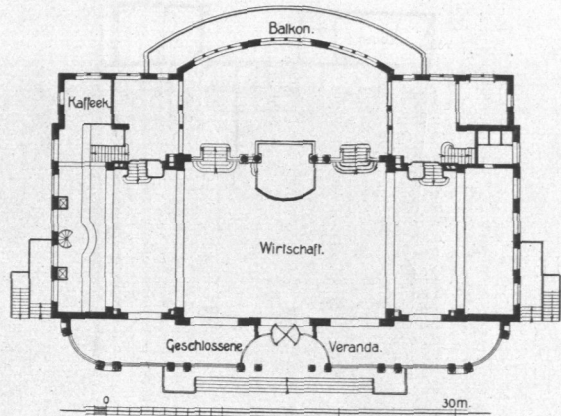 Balkon.
Kaffeek.
Wirtschaft.
Geschlossene Veranda.
0 30m.